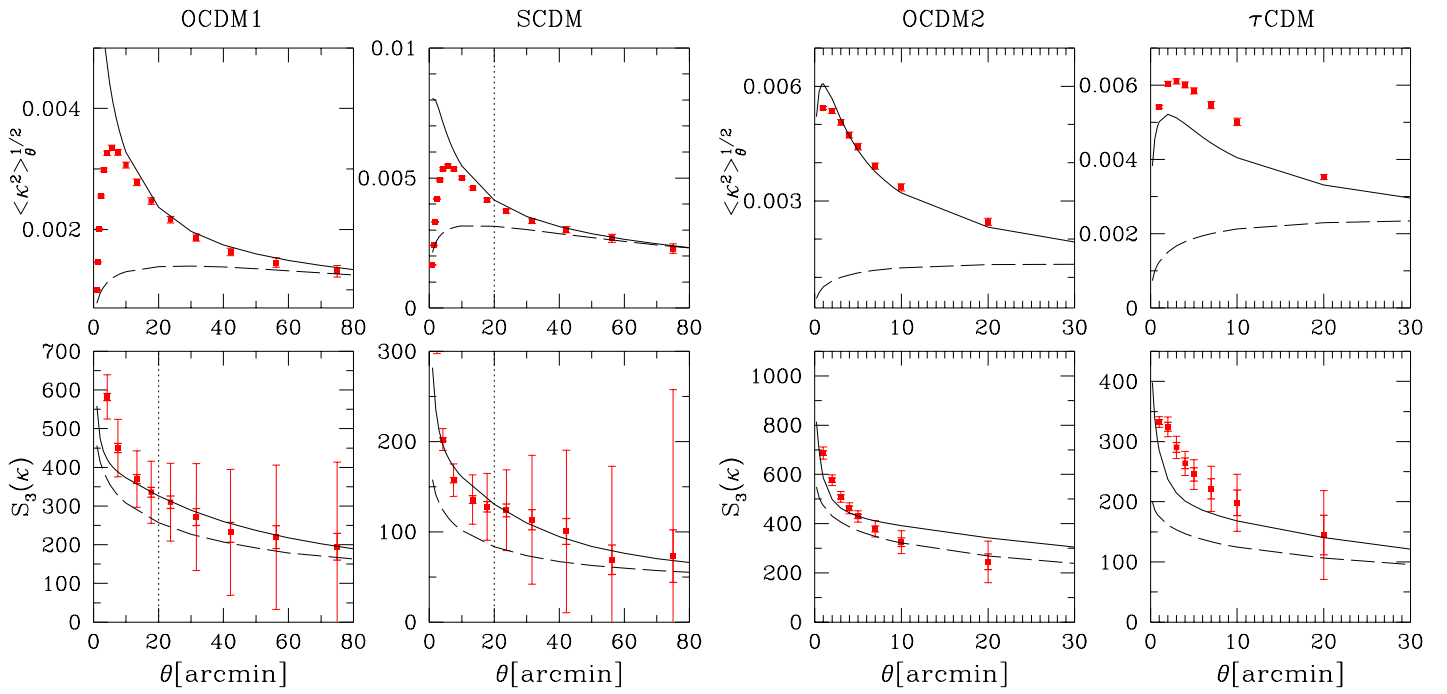 OCDM1 SCDM OCDM2 τCDM
<κ²>θ^1/2 0.004 0.002 0.01 0.005 0 <κ²>θ^1/2 0.006 0.003 0 0.006 0.004 0.002 0
0 20 40 60 80 0 20 40 60 80 0 10 20 30 0 10 20 30
S₃(κ) 700 600 500 400 300 200 100 0 300 200 100 0 S₃(κ) 1000 800 600 400 200 0 400 300 200 100 0
0 20 40 60 80 0 20 40 60 80 0 10 20 30 0 10 20 30
θ[arcmin] θ[arcmin] θ[arcmin] θ[arcmin]